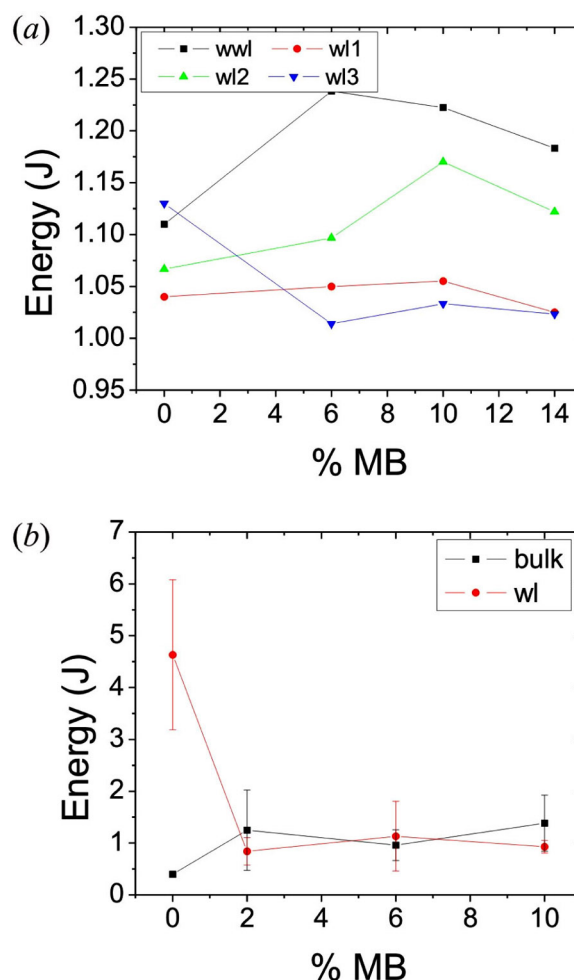 (a)
1.30
1.25
1.20
1.15
1.10
1.05
1.00
0.95
Energy (J)
wwl wl1
wl2 wl3
0 2 4 6 8 10 12 14
% MB
(b)
7
6
5
4
3
2
1
0
Energy (J)
bulk
wl
0 2 4 6 8 10
% MB